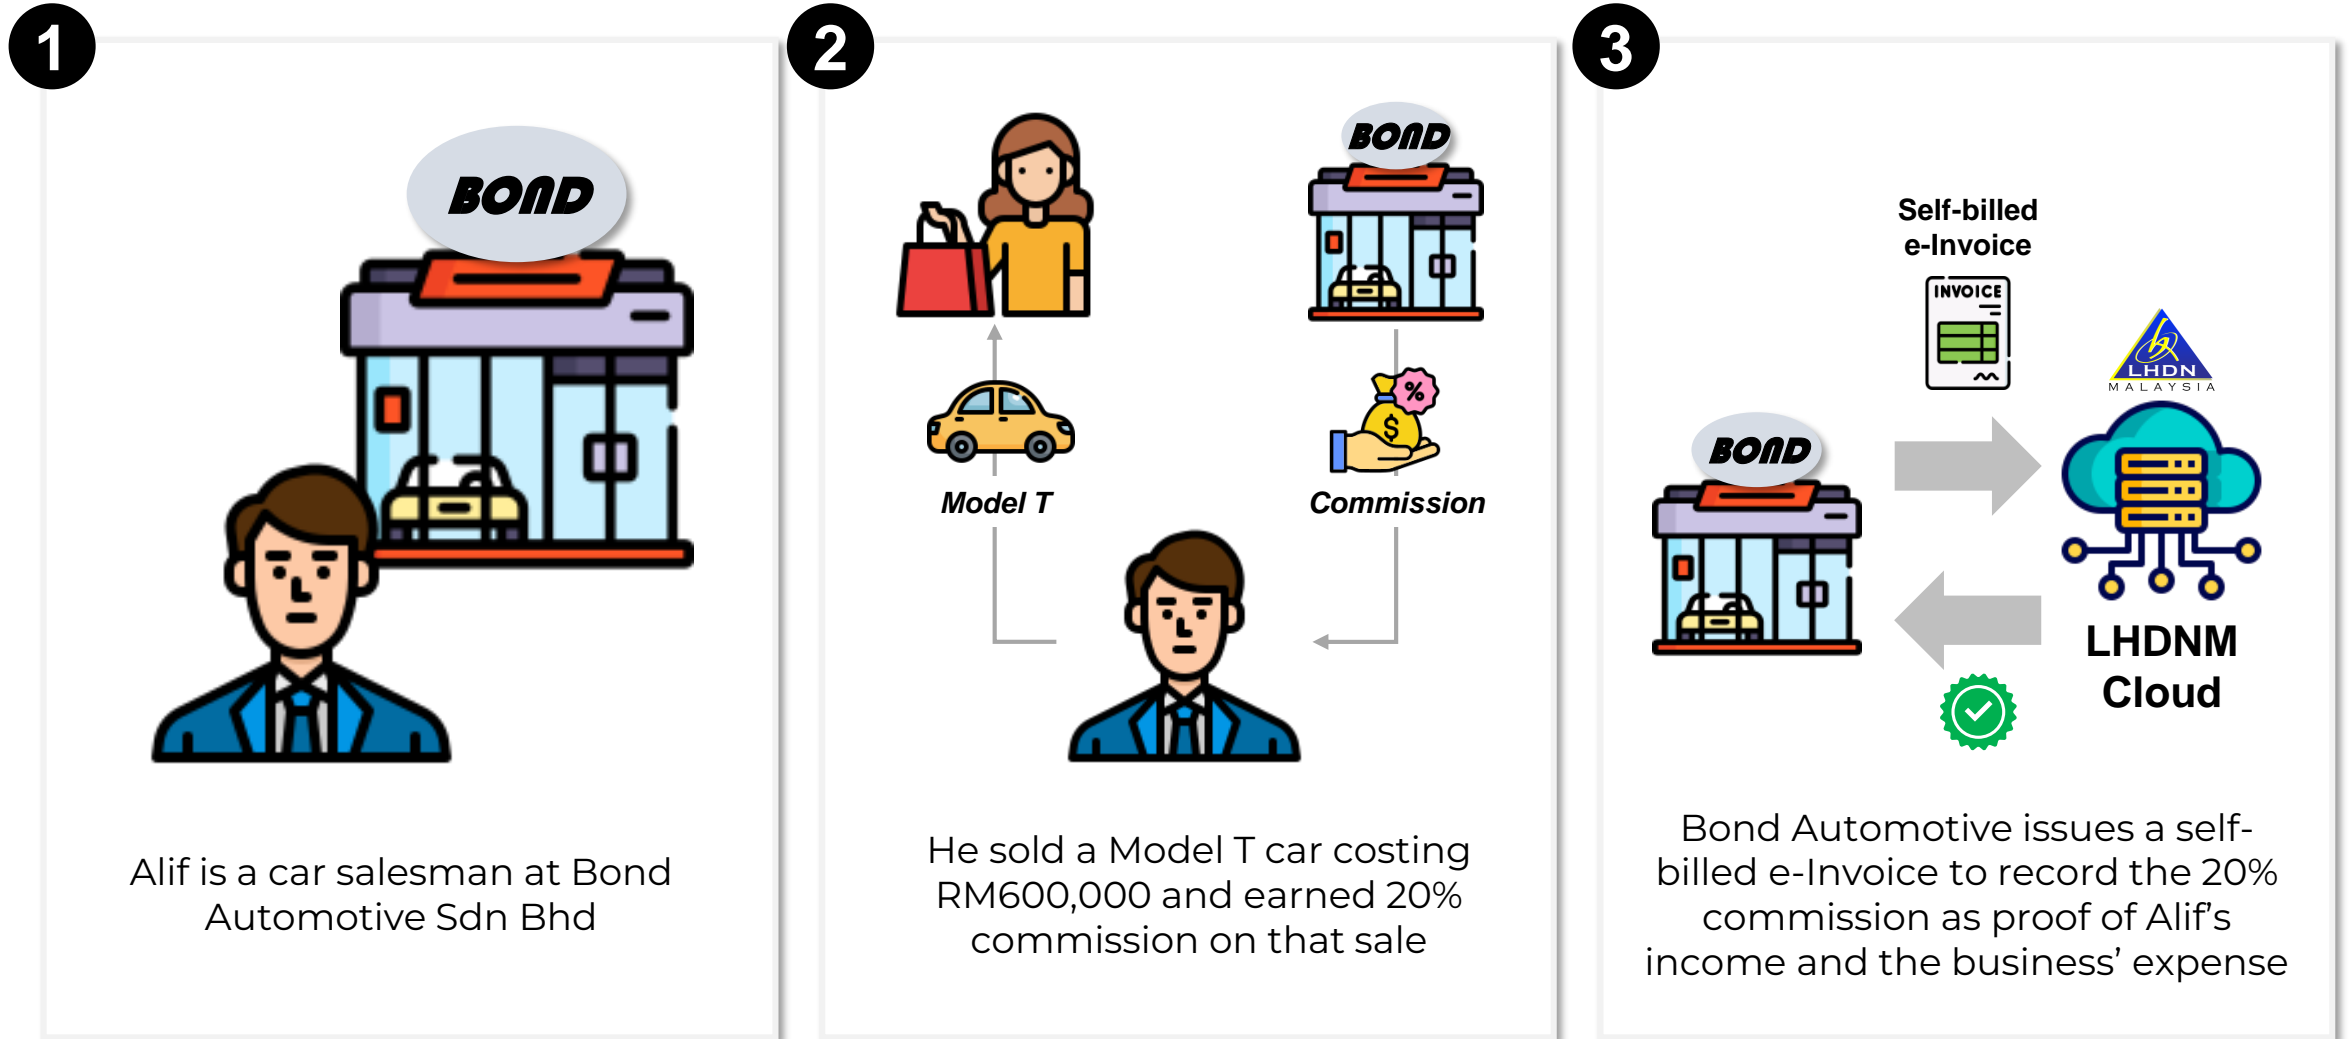 1
BOND
Alif is a car salesman at Bond
Automotive Sdn Bhd
2
BOND
Model T
%
$
Commission
He sold a Model T car costing
RM600,000 and earned 20%
commission on that sale
3
Self-billed
e-Invoice
INVOICE
LHDN
MALAYSIA
BOND
LHDNM
Cloud
Bond Automotive issues a self-
billed e-Invoice to record the 20%
commission as proof of Alif’s
income and the business’ expense